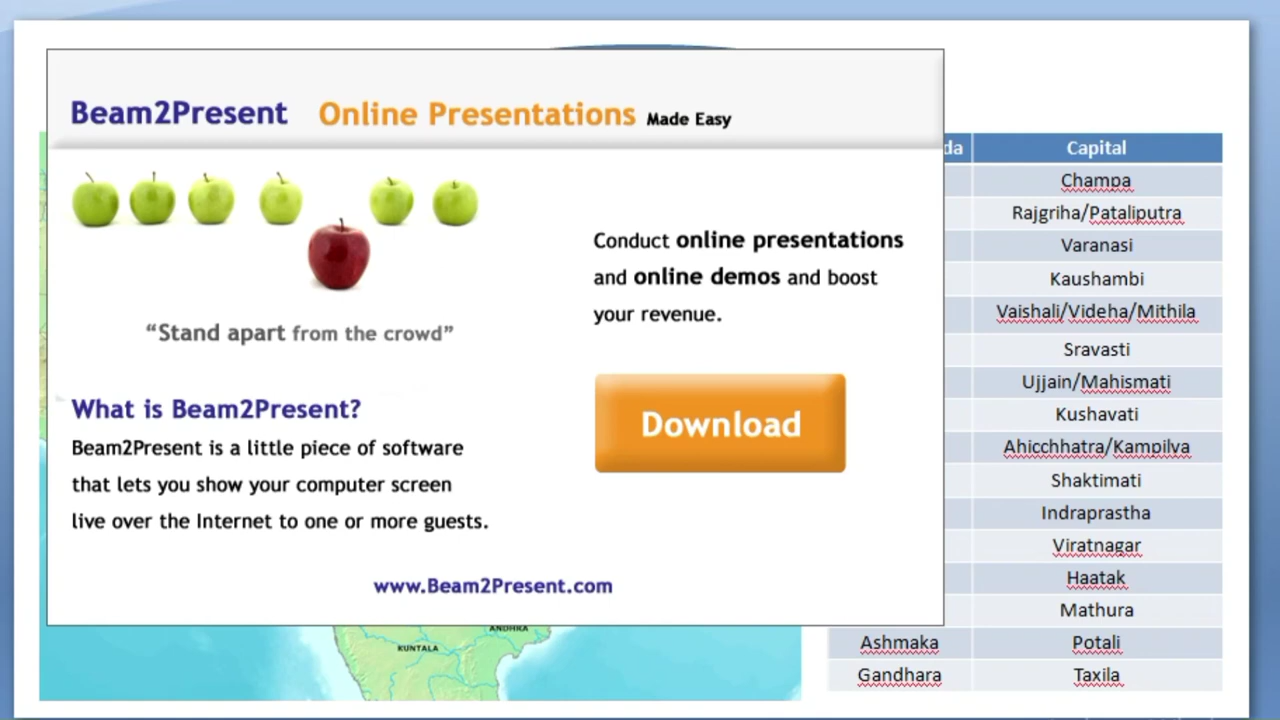 Beam2Present Online Presentations Made Easy
“Stand apart from the crowd”
What is Beam2Present?
Beam2Present is a little piece of software
that lets you show your computer screen
live over the Internet to one or more guests.
Conduct online presentations
and online demos and boost
your revenue.
Download
www.Beam2Present.com
da Capital
Champa
Rajgriha/Pataliputra
Varanasi
Kaushambi
Vaishali/Videha/Mithila
Sravasti
Ujjain/Mahismati
Kushavati
Ahicchhatra/Kampilva
Shaktimati
Indraprastha
Viratnagar
Haatak
Mathura
Ashmaka Potali
Gandhara Taxila
ANDHRA
KUNTALA